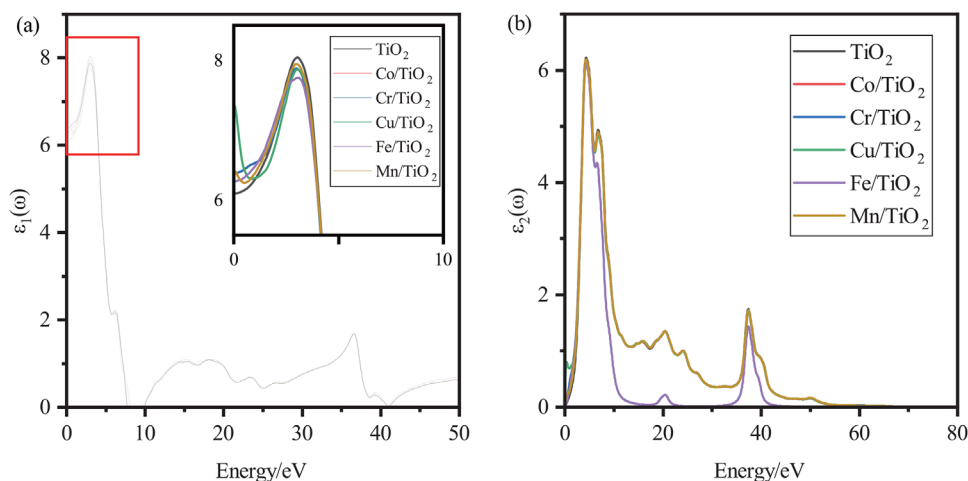 (a)
8
6
4
2
0
0
10
20
30
40
50
ε₁(ω)
Energy/eV
8
6
0
10
TiO₂
Co/TiO₂
Cr/TiO₂
Cu/TiO₂
Fe/TiO₂
Mn/TiO₂
(b)
6
4
2
0
0
20
40
60
80
ε₂(ω)
Energy/eV
TiO₂
Co/TiO₂
Cr/TiO₂
Cu/TiO₂
Fe/TiO₂
Mn/TiO₂